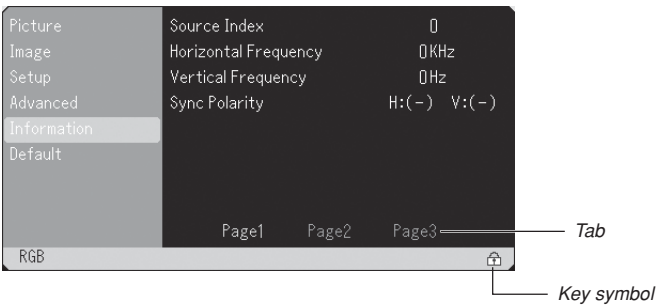 Picture
Image
Setup
Advanced
Information
Default
Source Index 0
Horizontal Frequency 0KHz
Vertical Frequency 0Hz
Sync Polarity H:(−) V:(−)
Page1 Page2 Page3
RGB
Tab
Key symbol